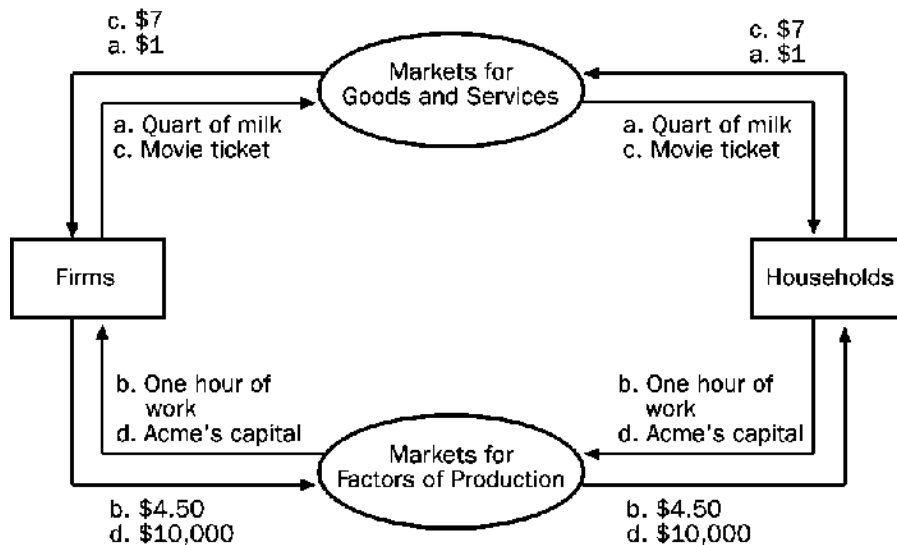 c. $7
a. $1
Markets for
Goods and Services
c. $7
a. $1
a. Quart of milk
c. Movie ticket
a. Quart of milk
c. Movie ticket
Firms
Households
b. One hour of
work
d. Acme's capital
b. One hour of
work
d. Acme's capital
Markets for
Factors of Production
b. $4.50
d. $10,000
b. $4.50
d. $10,000